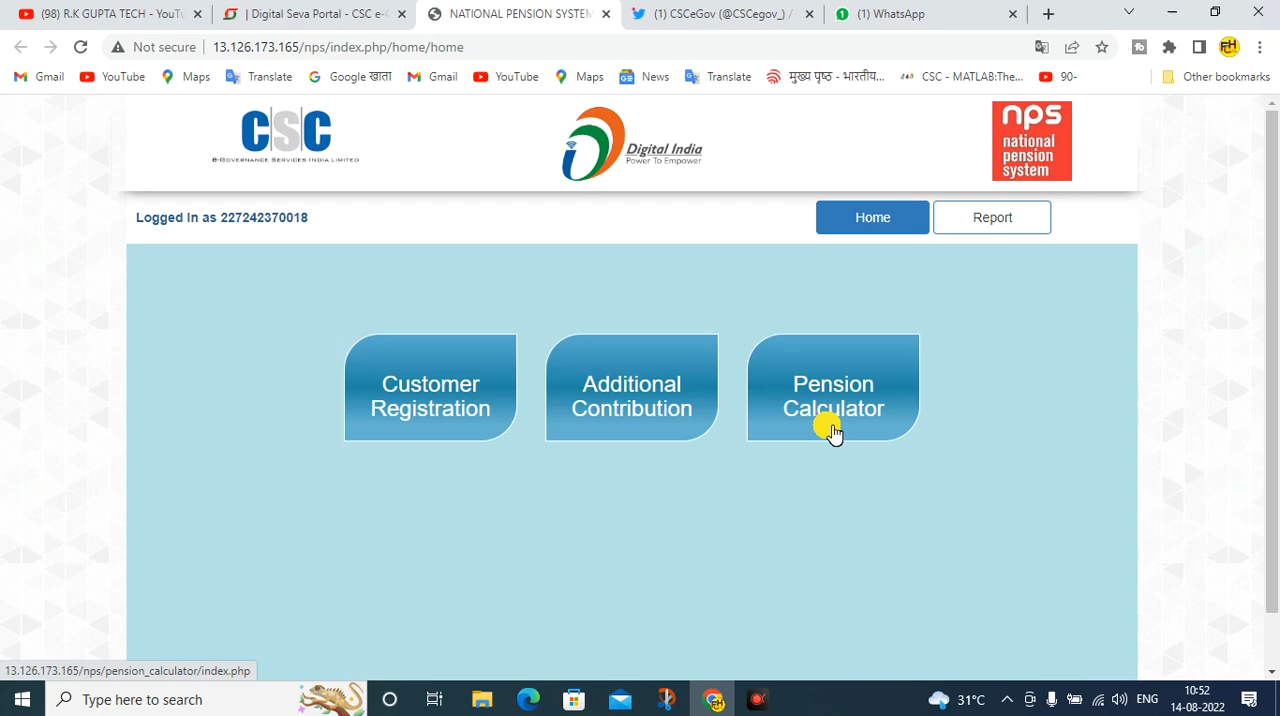 (98) R.K GUPTA TECH - YouTu
| Digital Seva Portal - CSC e-G
NATIONAL PENSION SYSTEM
(1) CSCeGov (@CSCegov_) /
(1) WhatsApp
Not secure | 13.126.173.165/nps/index.php/home/home
Gmail
YouTube
Maps
Translate
Google खाता
Gmail
YouTube
Maps
News
Translate
मुख्य पृष्ठ - भारतीय...
CSC - MATLAB:The...
90-
Other bookmarks
CSC
e-GOVERNANCE SERVICES INDIA LIMITED
Digital India
Power To Empower
nps
national
pension
system
Logged In as 227242370018
Home
Report
Customer
Registration
Additional
Contribution
Pension
Calculator
13.126.173.165/nps/pension_calculator/index.php
Type here to search
31°C
ENG
10:52
14-08-2022